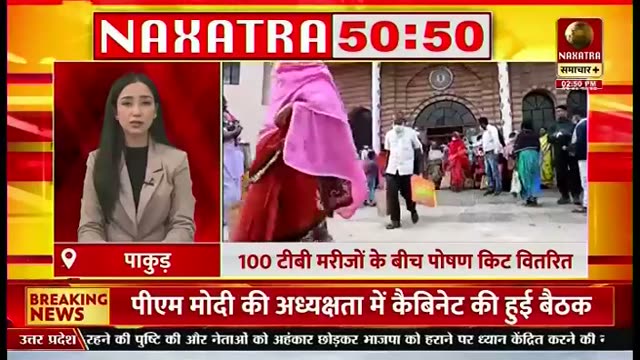 NAXATRA 50:50
NAXATRA
समाचार +
02:50 PM
पाकुड़
100 टीबी मरीजों के बीच पोषण किट वितरित
BREAKING NEWS
पीएम मोदी की अध्यक्षता में कैबिनेट की हुई बैठक
उत्तर प्रदेश
रहने की पुष्टि की और नेताओं को अहंकार छोड़कर भाजपा को हराने पर ध्यान केंद्रित करने की